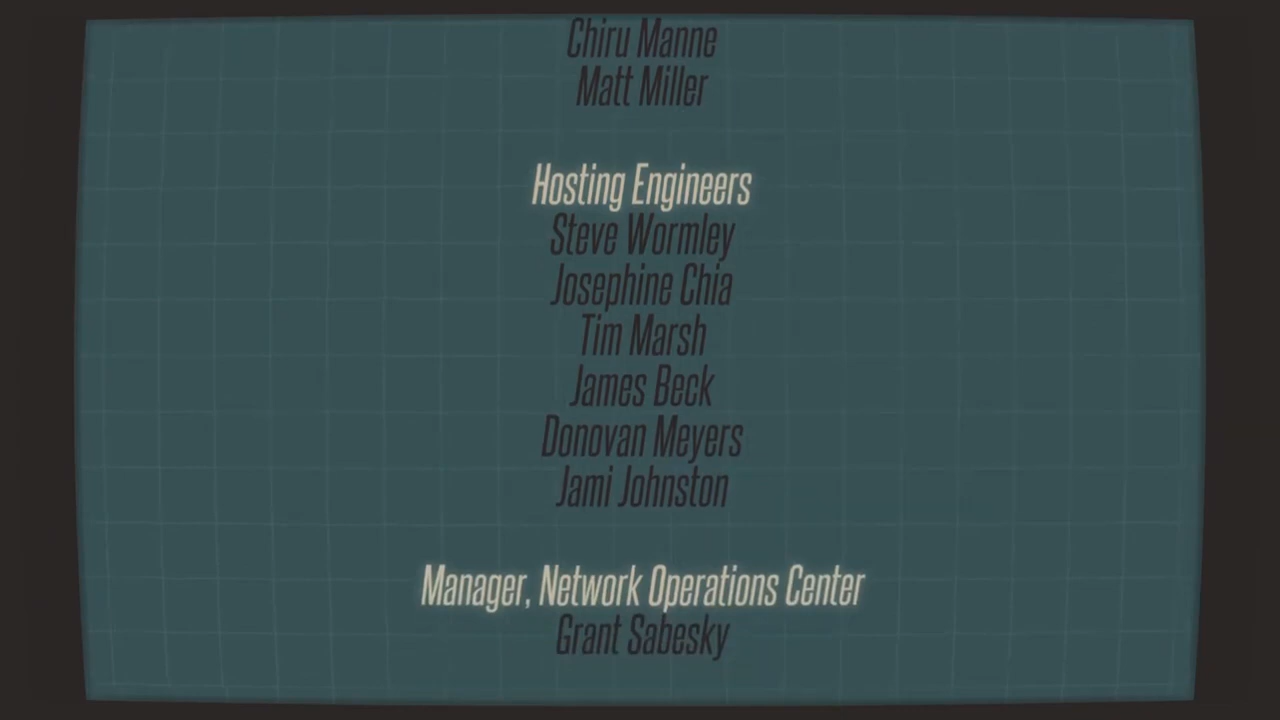 Chiru Manne
Matt Miller
Hosting Engineers
Steve Wormley
Josephine Chia
Tim Marsh
James Beck
Donovan Meyers
Jami Johnston
Manager, Network Operations Center
Grant Sabesky